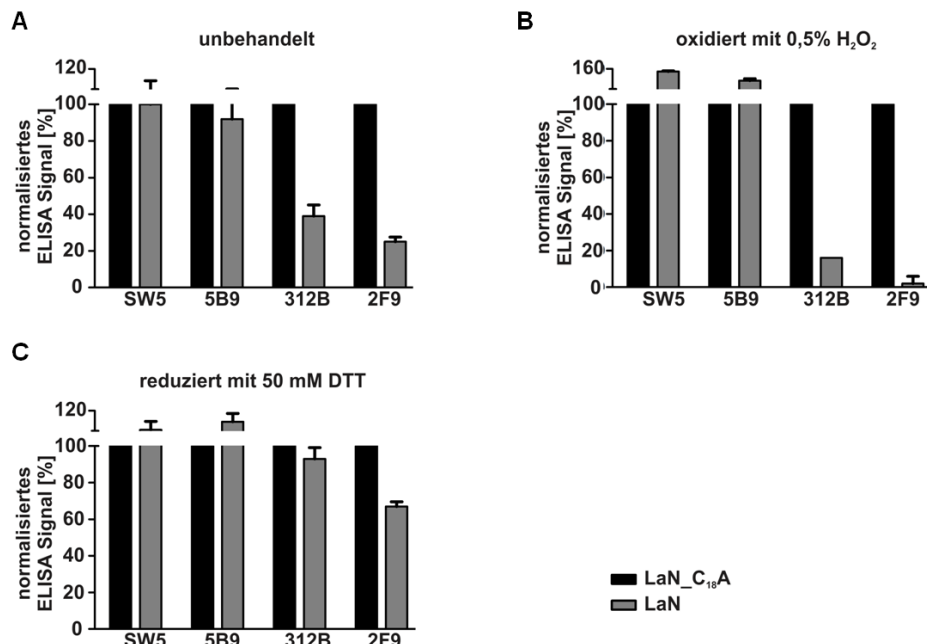 A
unbehandelt
normalisiertes
ELISA Signal [%]
120
100
80
60
40
20
0
SW5 5B9 312B 2F9
B
oxidiert mit 0,5% H₂O₂
normalisiertes
ELISA Signal [%]
160
100
80
60
40
20
0
SW5 5B9 312B 2F9
C
reduziert mit 50 mM DTT
normalisiertes
ELISA Signal [%]
120
100
80
60
40
20
0
SW5 5B9 312B 2F9
LaN_C₁₈A
LaN